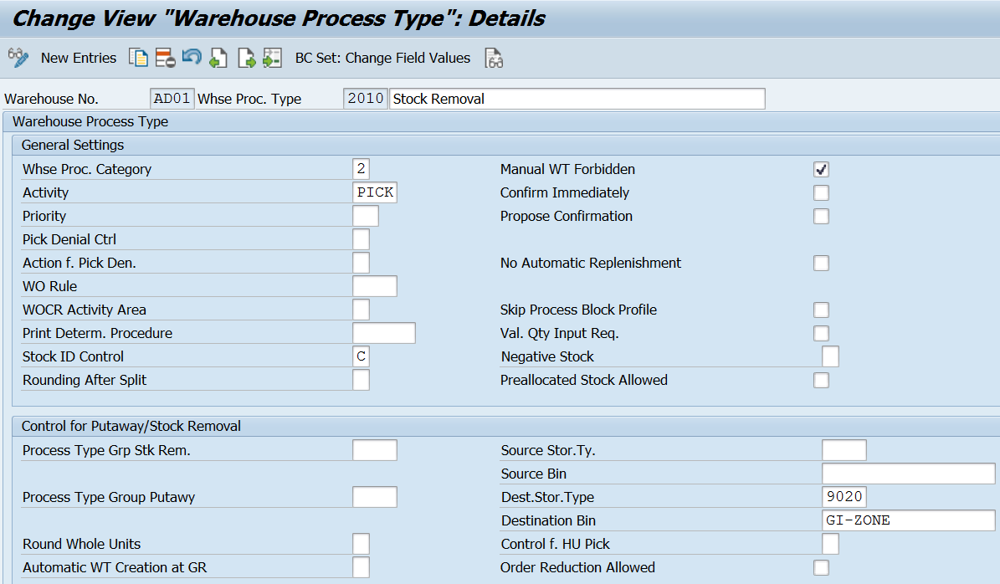 Change View "Warehouse Process Type": Details
New Entries BC Set: Change Field Values
Warehouse No. AD01 Whse Proc. Type 2010 Stock Removal
Warehouse Process Type
General Settings
Whse Proc. Category 2 Manual WT Forbidden
Activity PICK Confirm Immediately
Priority Propose Confirmation
Pick Denial Ctrl
Action f. Pick Den. No Automatic Replenishment
WO Rule
WOCR Activity Area Skip Process Block Profile
Print Determ. Procedure Val. Qty Input Req.
Stock ID Control C Negative Stock
Rounding After Split Preallocated Stock Allowed
Control for Putaway/Stock Removal
Process Type Grp Stk Rem. Source Stor.Ty.
Source Bin
Process Type Group Putawy Dest.Stor.Type 9020
Destination Bin GI-ZONE
Round Whole Units Control f. HU Pick
Automatic WT Creation at GR Order Reduction Allowed